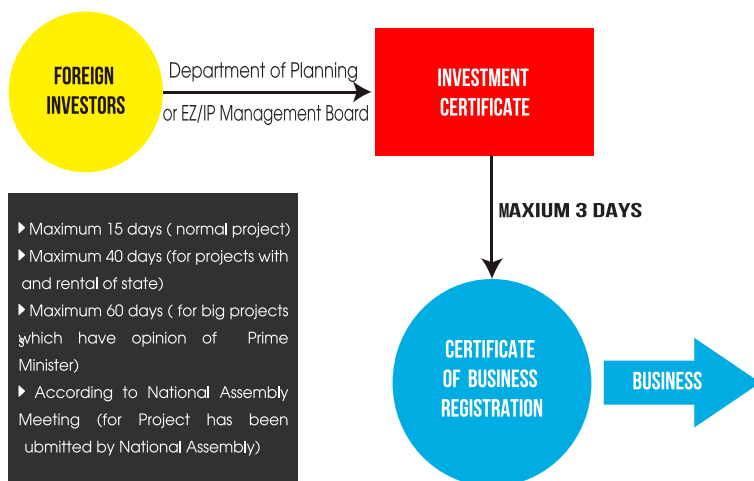 FOREIGN
INVESTORS
Department of Planning
or EZ/IP Management Board
INVESTMENT
CERTIFICATE
MAXIUM 3 DAYS
Maximum 15 days ( normal project)
Maximum 40 days (for projects with
and rental of state)
Maximum 60 days ( for big projects
which have opinion of Prime
s
Minister)
According to National Assembly
Meeting (for Project has been
ubmitted by National Assembly)
CERTIFICATE
OF BUSINESS
REGISTRATION
BUSINESS